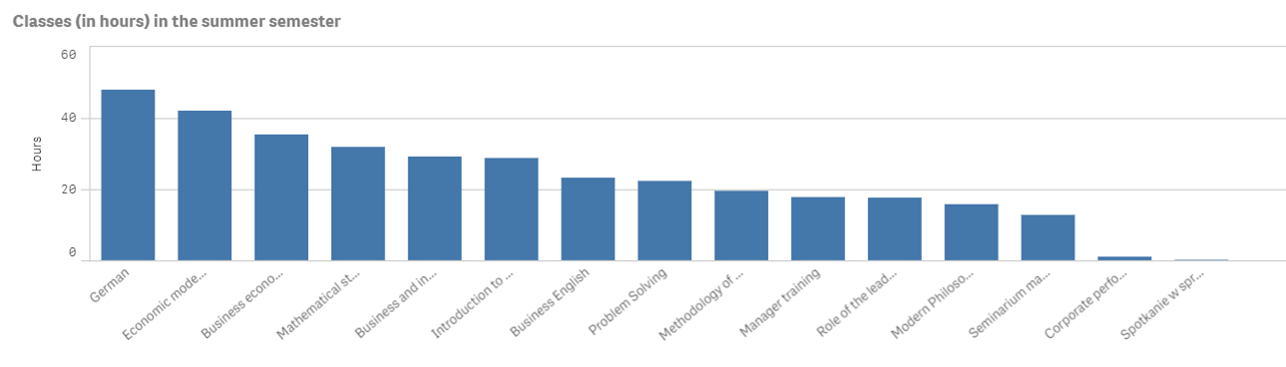 Classes (in hours) in the summer semester
60
40
20
0
Hours
German
Economic mode...
Business econo...
Mathematical st...
Business and in...
Introduction to ...
Business English
Problem Solving
Methodology of ...
Manager training
Role of the lead...
Modern Philoso...
Seminarium ma...
Corporate perfo...
Spotkanie w spr...